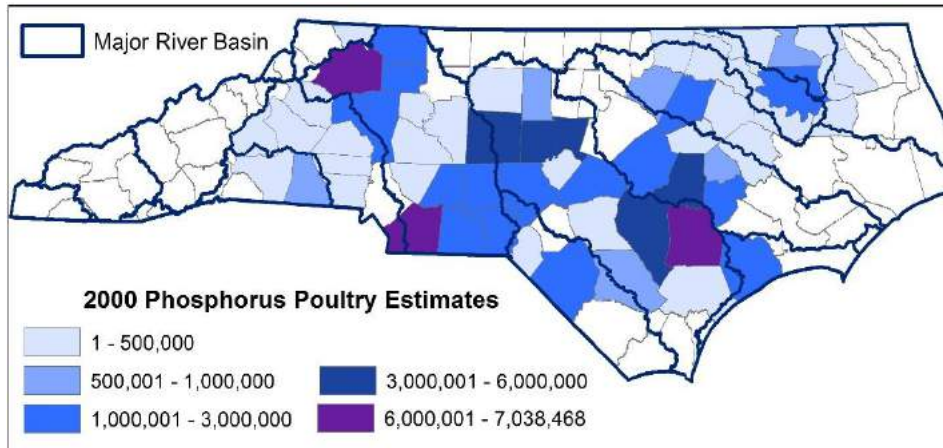 Major River Basin
2000 Phosphorus Poultry Estimates
1 - 500,000
500,001 - 1,000,000
1,000,001 - 3,000,000
3,000,001 - 6,000,000
6,000,001 - 7,038,468